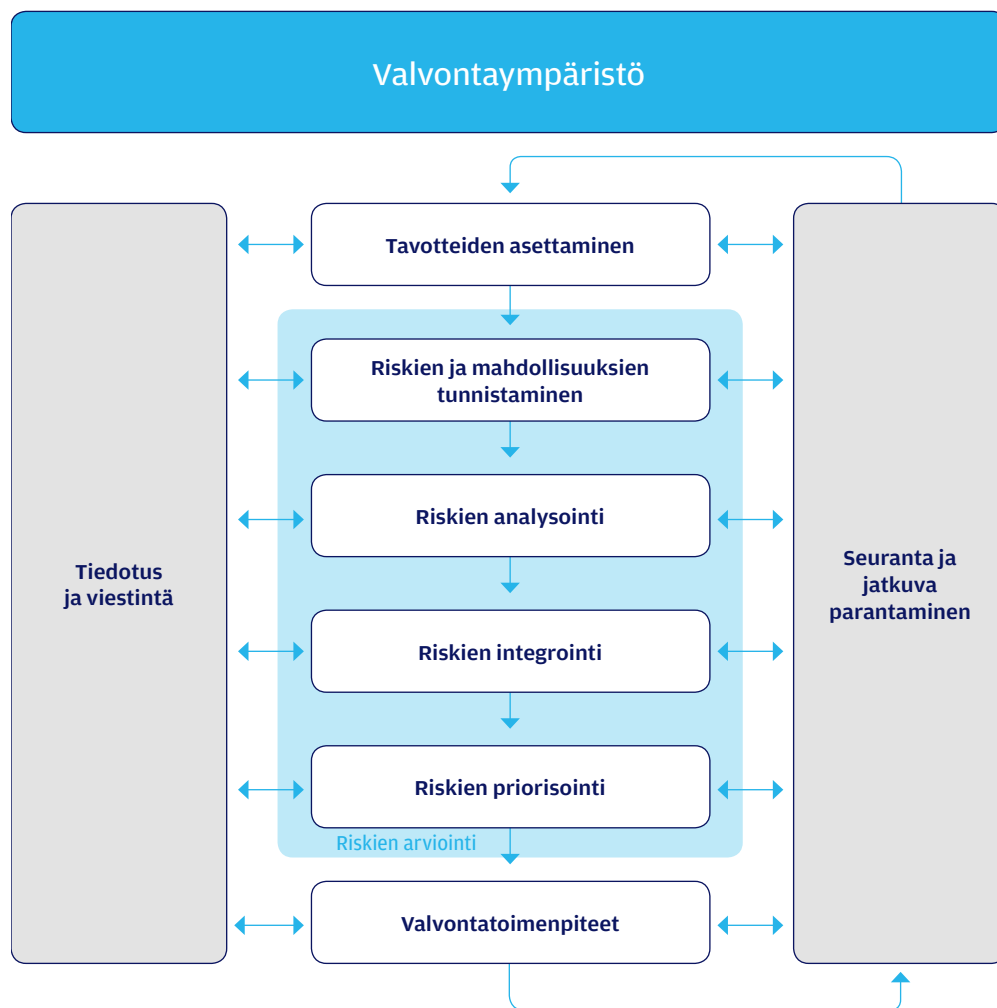 Valvontaympäristö
Tavotteiden asettaminen
Riskien ja mahdollisuuksien
tunnistaminen
Riskien analysointi
Tiedotus
ja viestintä
Seuranta ja
jatkuva
parantaminen
Riskien integrointi
Riskien priorisointi
Riskien arviointi
Valvontatoimenpiteet